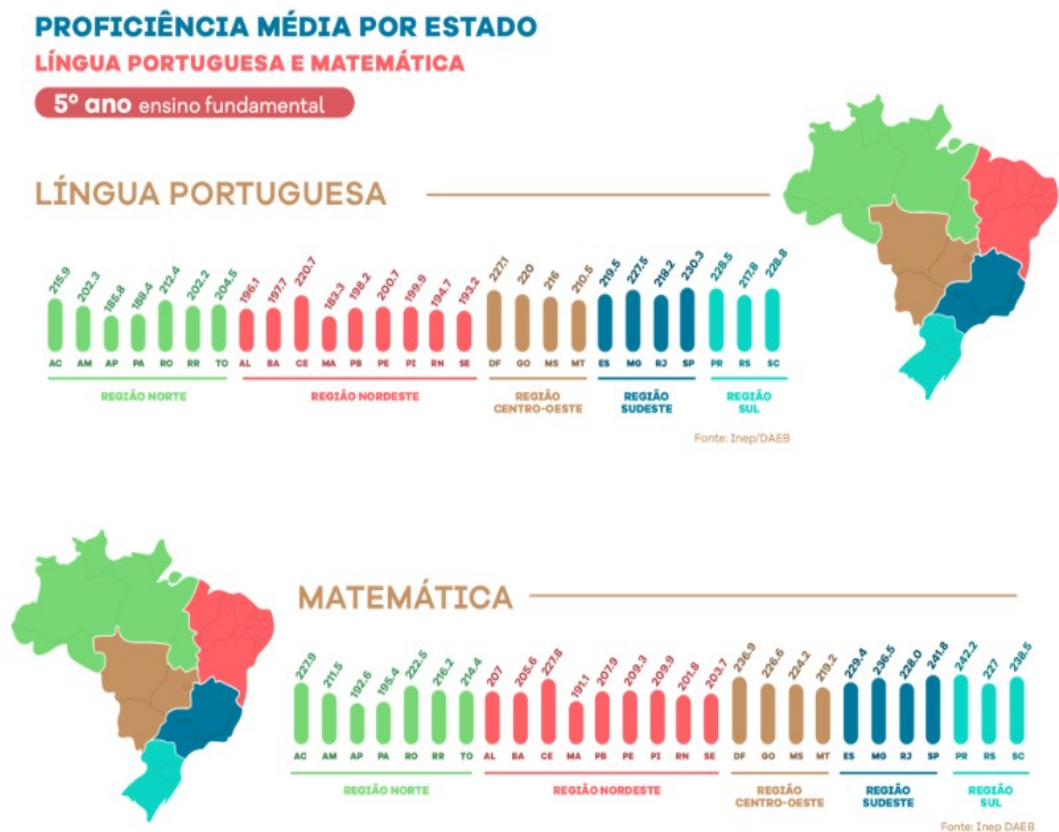 PROFICIÊNCIA MÉDIA POR ESTADO
LÍNGUA PORTUGUESA E MATEMÁTICA
5º ano ensino fundamental
LÍNGUA PORTUGUESA
215.9 202.3 185.8 188.4 212.4 202.2 204.5 196.1 197.7 220.7 183.3 198.2 200.7 199.9 194.7 193.2 227.1 220 216 210.5 219.5 227.5 218.2 230.3 228.5 217.8 228.8
AC AM AP PA RO RR TO AL BA CE MA PB PE PI RN SE DF GO MS MT ES MG RJ SP PR RS SC
REGIÃO NORTE REGIÃO NORDESTE REGIÃO CENTRO-OESTE REGIÃO SUDESTE REGIÃO SUL
Fonte: Inep/DAEB
MATEMÁTICA
227.9 211.5 192.6 195.4 222.5 216.2 214.4 207 205.6 227.8 191.1 207.9 209.3 209.9 201.8 203.7 236.9 226.6 224.2 219.2 229.4 236.5 228.0 241.8 242.2 227 238.5
AC AM AP PA RO RR TO AL BA CE MA PB PE PI RN SE DF GO MS MT ES MG RJ SP PR RS SC
REGIÃO NORTE REGIÃO NORDESTE REGIÃO CENTRO-OESTE REGIÃO SUDESTE REGIÃO SUL
Fonte: Inep DAEB